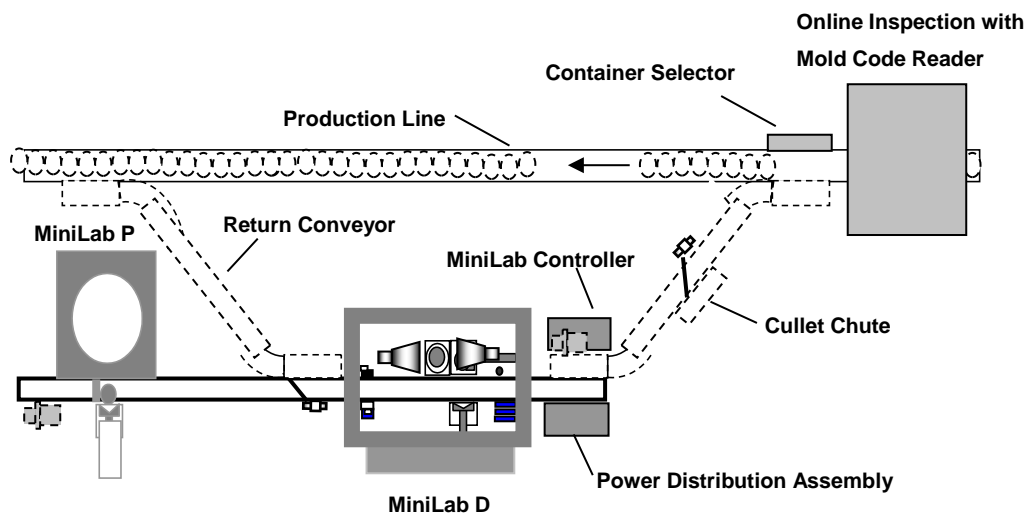 Online Inspection with
Mold Code Reader
Container Selector
Production Line
Return Conveyor
MiniLab P
MiniLab Controller
Cullet Chute
Power Distribution Assembly
MiniLab D